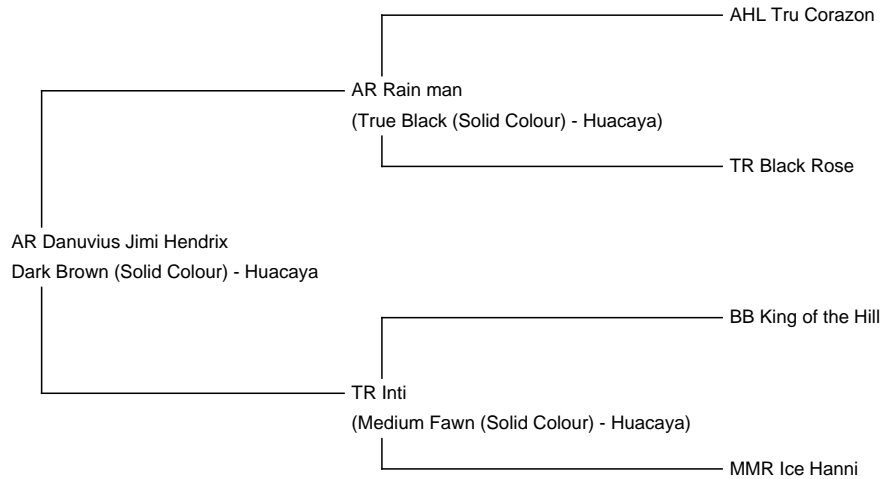 AHL Tru Corazon
AR Rain man
(True Black (Solid Colour) - Huacaya)
TR Black Rose
AR Danuvius Jimi Hendrix
Dark Brown (Solid Colour) - Huacaya
BB King of the Hill
TR Inti
(Medium Fawn (Solid Colour) - Huacaya)
MMR Ice Hanni